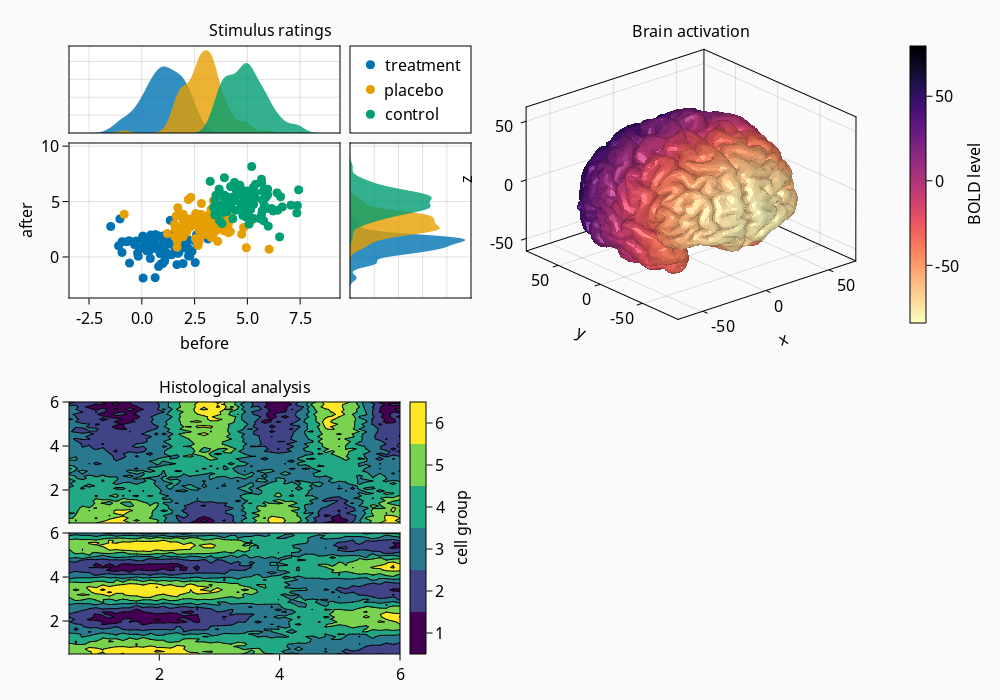 Stimulus ratings
treatment
placebo
control
10
5
0
after
-2.5 0.0 2.5 5.0 7.5
before
Brain activation
50
0
-50
z
50
0
-50
y
-50
0
50
x
50
0
-50
BOLD level
Histological analysis
6
4
2
6
4
2
2 4 6
6
5
4
3
2
1
cell group